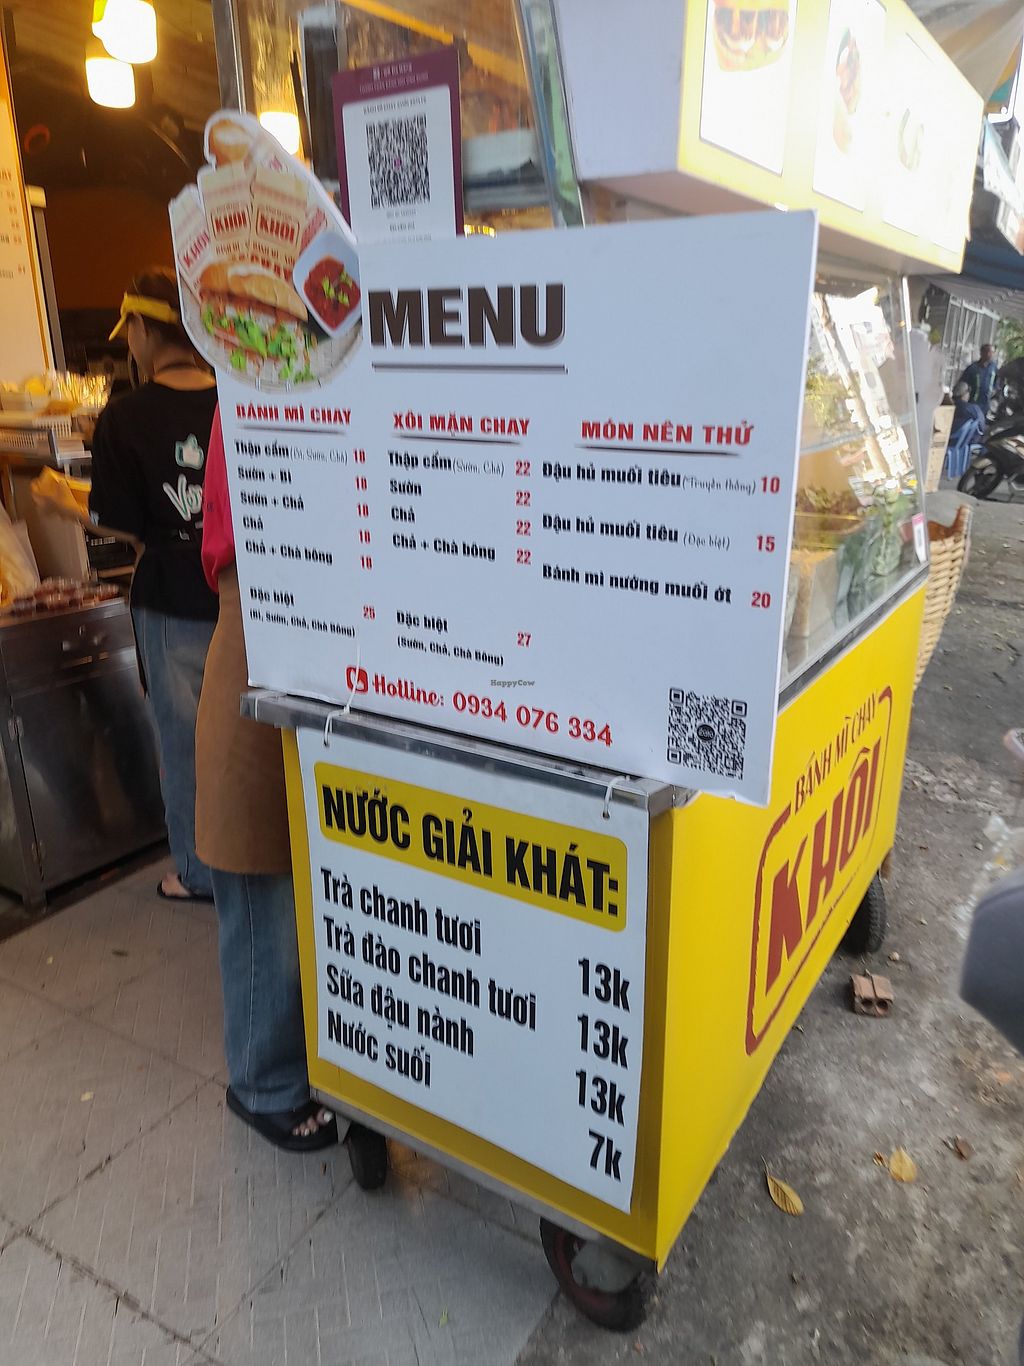 KHÔI
KHÔI
KHÔI
MENU
BÁNH MÌ CHAY
Thập cẩm (Bì, Sườn, Chả) 18
Sườn + Bì 18
Sườn + Chả 18
Chả 18
Chả + Chà bông 18
Đặc biệt 25
(Bì, Sườn, Chả, Chà Bông)
XÔI MẶN CHAY
Thập cẩm (Sườn, Chả) 22
Sườn 22
Chả 22
Chả + Chà bông 22
Đặc biệt 27
(Sườn, Chả, Chà Bông)
MÓN NÊN THỬ
Đậu hủ muối tiêu (Truyền thống) 10
Đậu hủ muối tiêu (Đặc biệt) 15
Bánh mì nướng muối ớt 20
HappyCow
Hotline: 0934 076 334
NƯỚC GIẢI KHÁT:
Trà chanh tươi 13k
Trà đào chanh tươi 13k
Sữa đậu nành 13k
Nước suối 7k
BÁNH MÌ CHAY
KHÔI